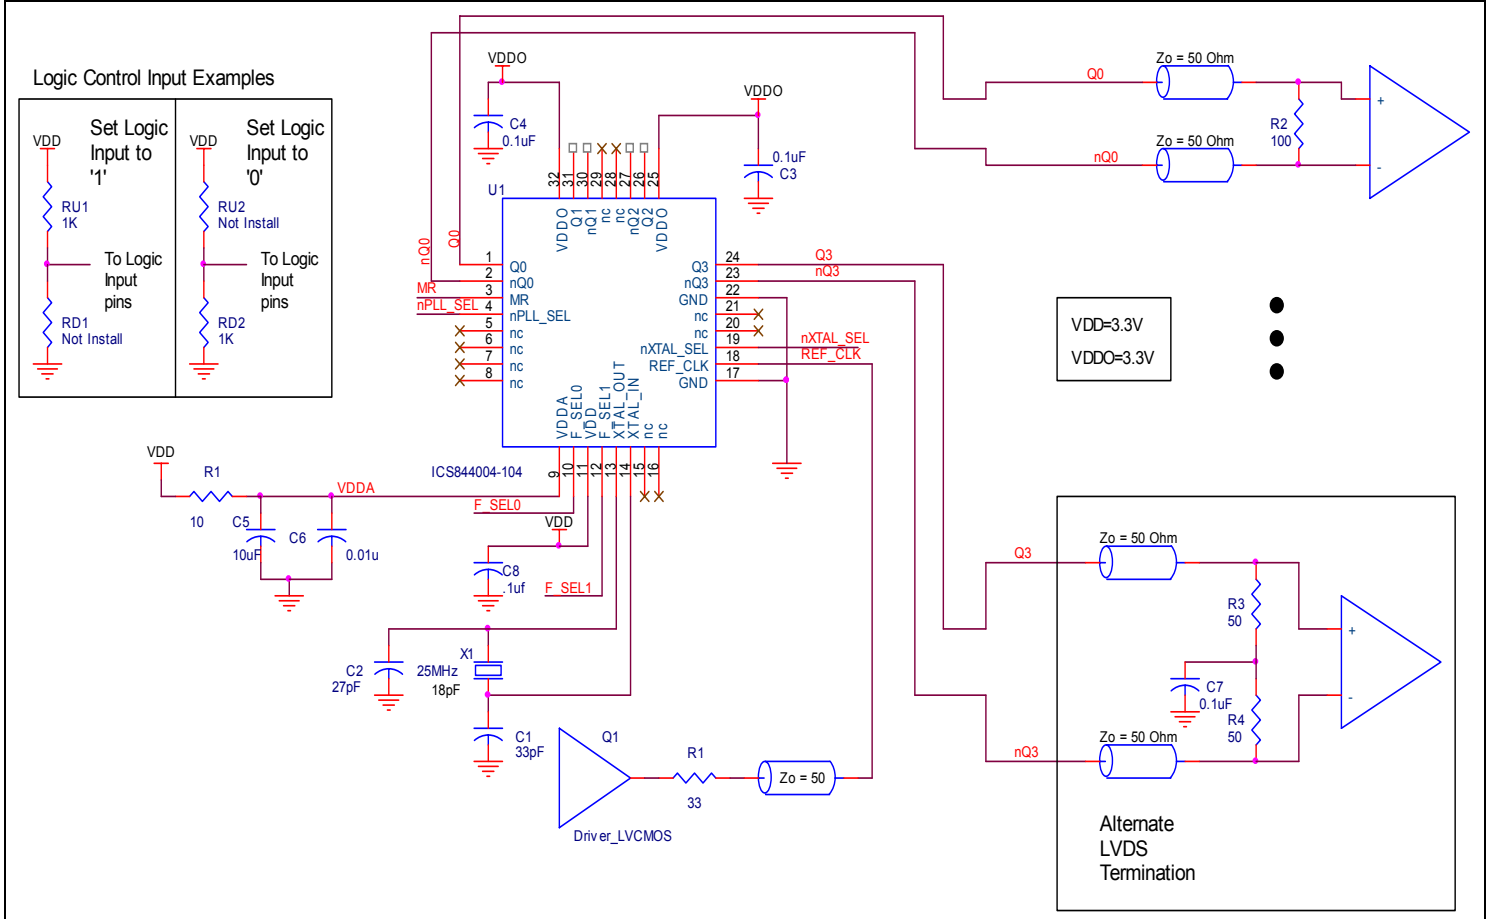 Logic Control Input Examples
VDD
Set Logic
Input to
'1'
RU1
1K
To Logic
Input
pins
RD1
Not Install
VDD
Set Logic
Input to
'0'
RU2
Not Install
To Logic
Input
pins
RD2
1K
VDDO
C4
0.1uF
VDDO
0.1uF
C3
U1
32
31
30
29
28
27
26
25
VDDO
Q1
nQ1
nc
nc
nQ2
Q2
VDDO
nQ0
Q0
MR
nPLL_SEL
1
2
3
4
5
6
7
8
Q0
nQ0
MR
nPLL_SEL
nc
nc
nc
nc
Q3
nQ3
GND
nc
nc
nXTAL_SEL
REF_CLK
GND
24
23
22
21
20
19
18
17
Q3
nQ3
nXTAL_SEL
REF_CLK
VDDA
F_SEL0
VDD
F_SEL1
XTAL_OUT
XTAL_IN
nc
nc
9
10
11
12
13
14
15
16
ICS844004-104
VDD
R1
10
VDDA
C5
10uF
C6
0.01u
F_SEL0
VDD
C8
.1uf
F_SEL1
C2
27pF
X1
25MHz
18pF
C1
33pF
Q1
Driver_LVCMOS
R1
33
Zo = 50
Q0
Zo = 50 Ohm
nQ0
Zo = 50 Ohm
R2
100
+
-
VDD=3.3V
VDDO=3.3V
Q3
Zo = 50 Ohm
R3
50
C7
0.1uF
R4
50
nQ3
Zo = 50 Ohm
+
-
Alternate
LVDS
Termination